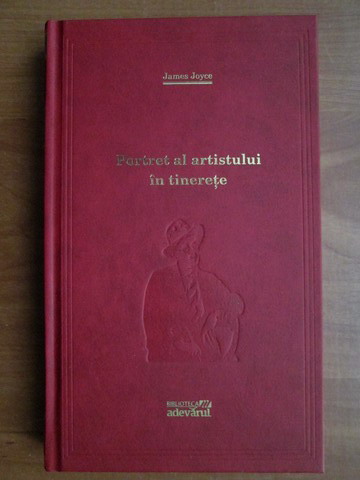 James Joyce
Portret al artistului
în tinerețe
BIBLIOTECA
adevărul